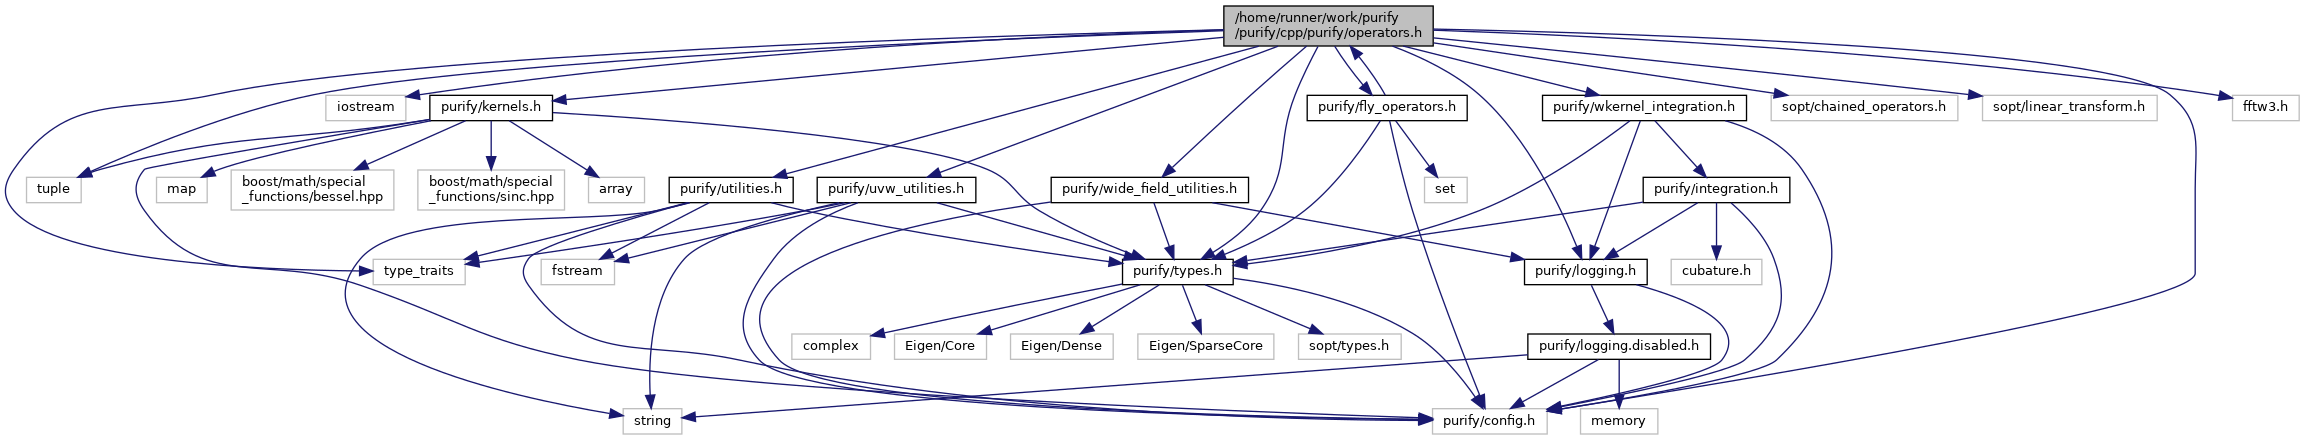 /home/runner/work/purify
/purify/cpp/purify/operators.h
iostream
purify/kernels.h
purify/fly_operators.h
purify/wkernel_integration.h
sopt/chained_operators.h
sopt/linear_transform.h
fftw3.h
tuple
map
boost/math/special
_functions/bessel.hpp
boost/math/special
_functions/sinc.hpp
array
purify/utilities.h
purify/uvw_utilities.h
purify/wide_field_utilities.h
set
purify/integration.h
type_traits
fstream
purify/types.h
purify/logging.h
cubature.h
complex
Eigen/Core
Eigen/Dense
Eigen/SparseCore
sopt/types.h
purify/logging.disabled.h
string
purify/config.h
memory